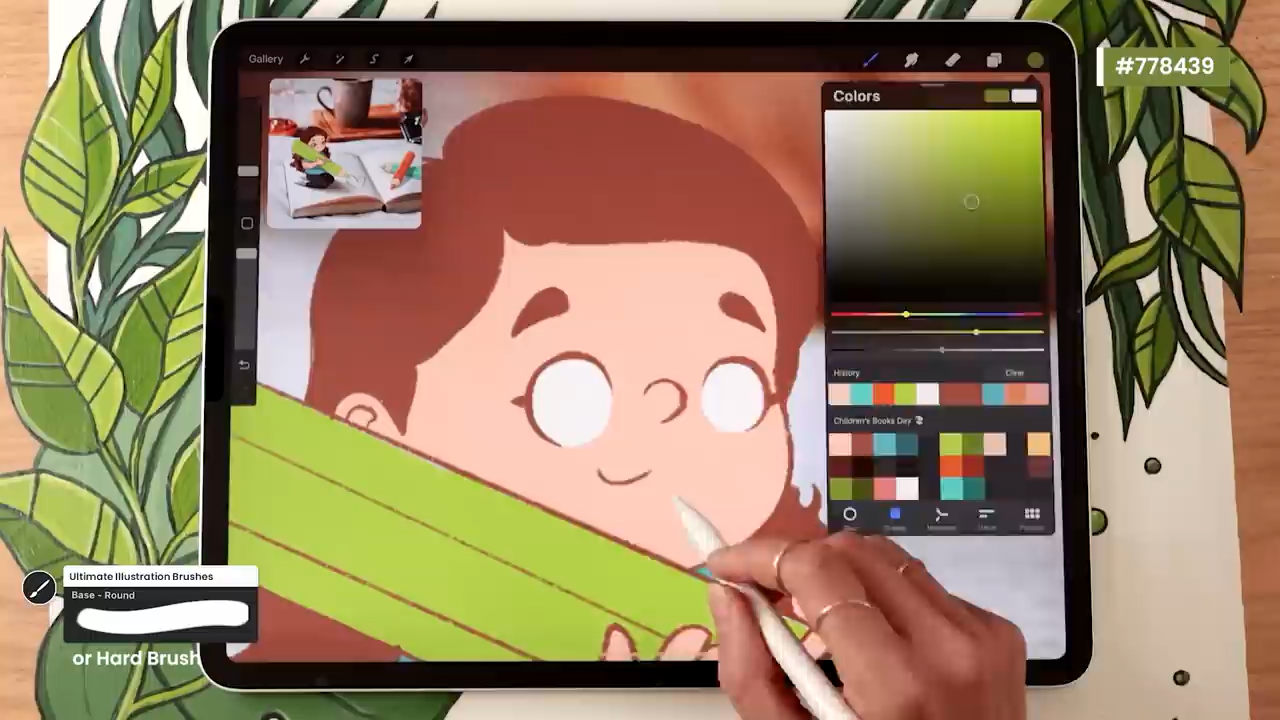 Gallery
#778439
Colors
History
Clear
Children's Books Day
Ultimate Illustration Brushes
Base - Round
or Hard Brush